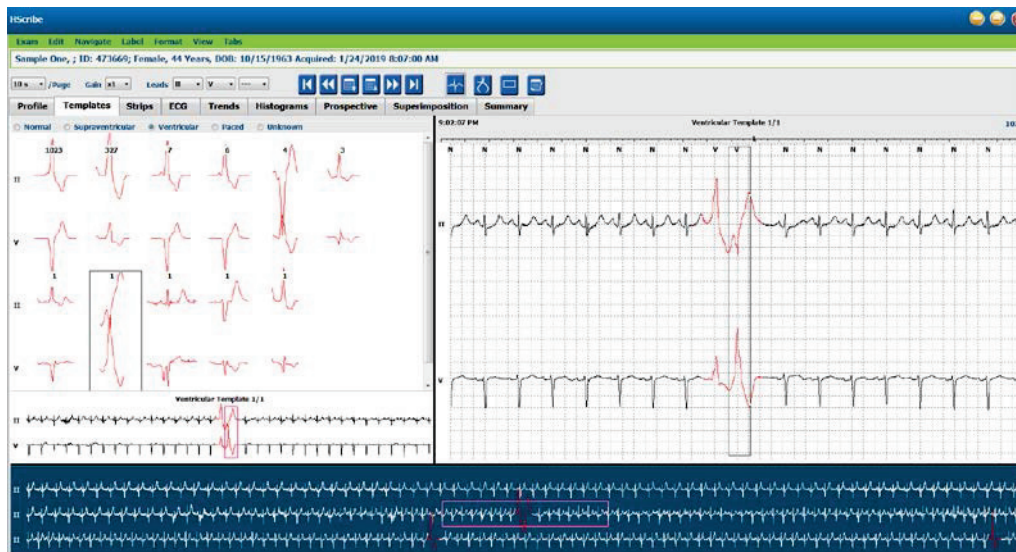 HScribe
Exam Edit Navigate Label Format View Tabs
Sample One, ; ID: 473669; Female, 44 Years, DOB: 10/15/1963 Acquired: 1/24/2019 8:07:00 AM
10 s /Page Gain x1 Leads II V ---
Profile Templates Strips ECG Trends Histograms Prospective Superimposition Summary
Normal Supraventricular Ventricular Paced Unknown
1023 327 7 6 4 3
II
V
1 1 1 1 1
II
V
Ventricular Template 1/1
II
V
9:02:07 PM Ventricular Template 1/1
N N N N N N N N V V N N N N N N N
II
V
II
II
II